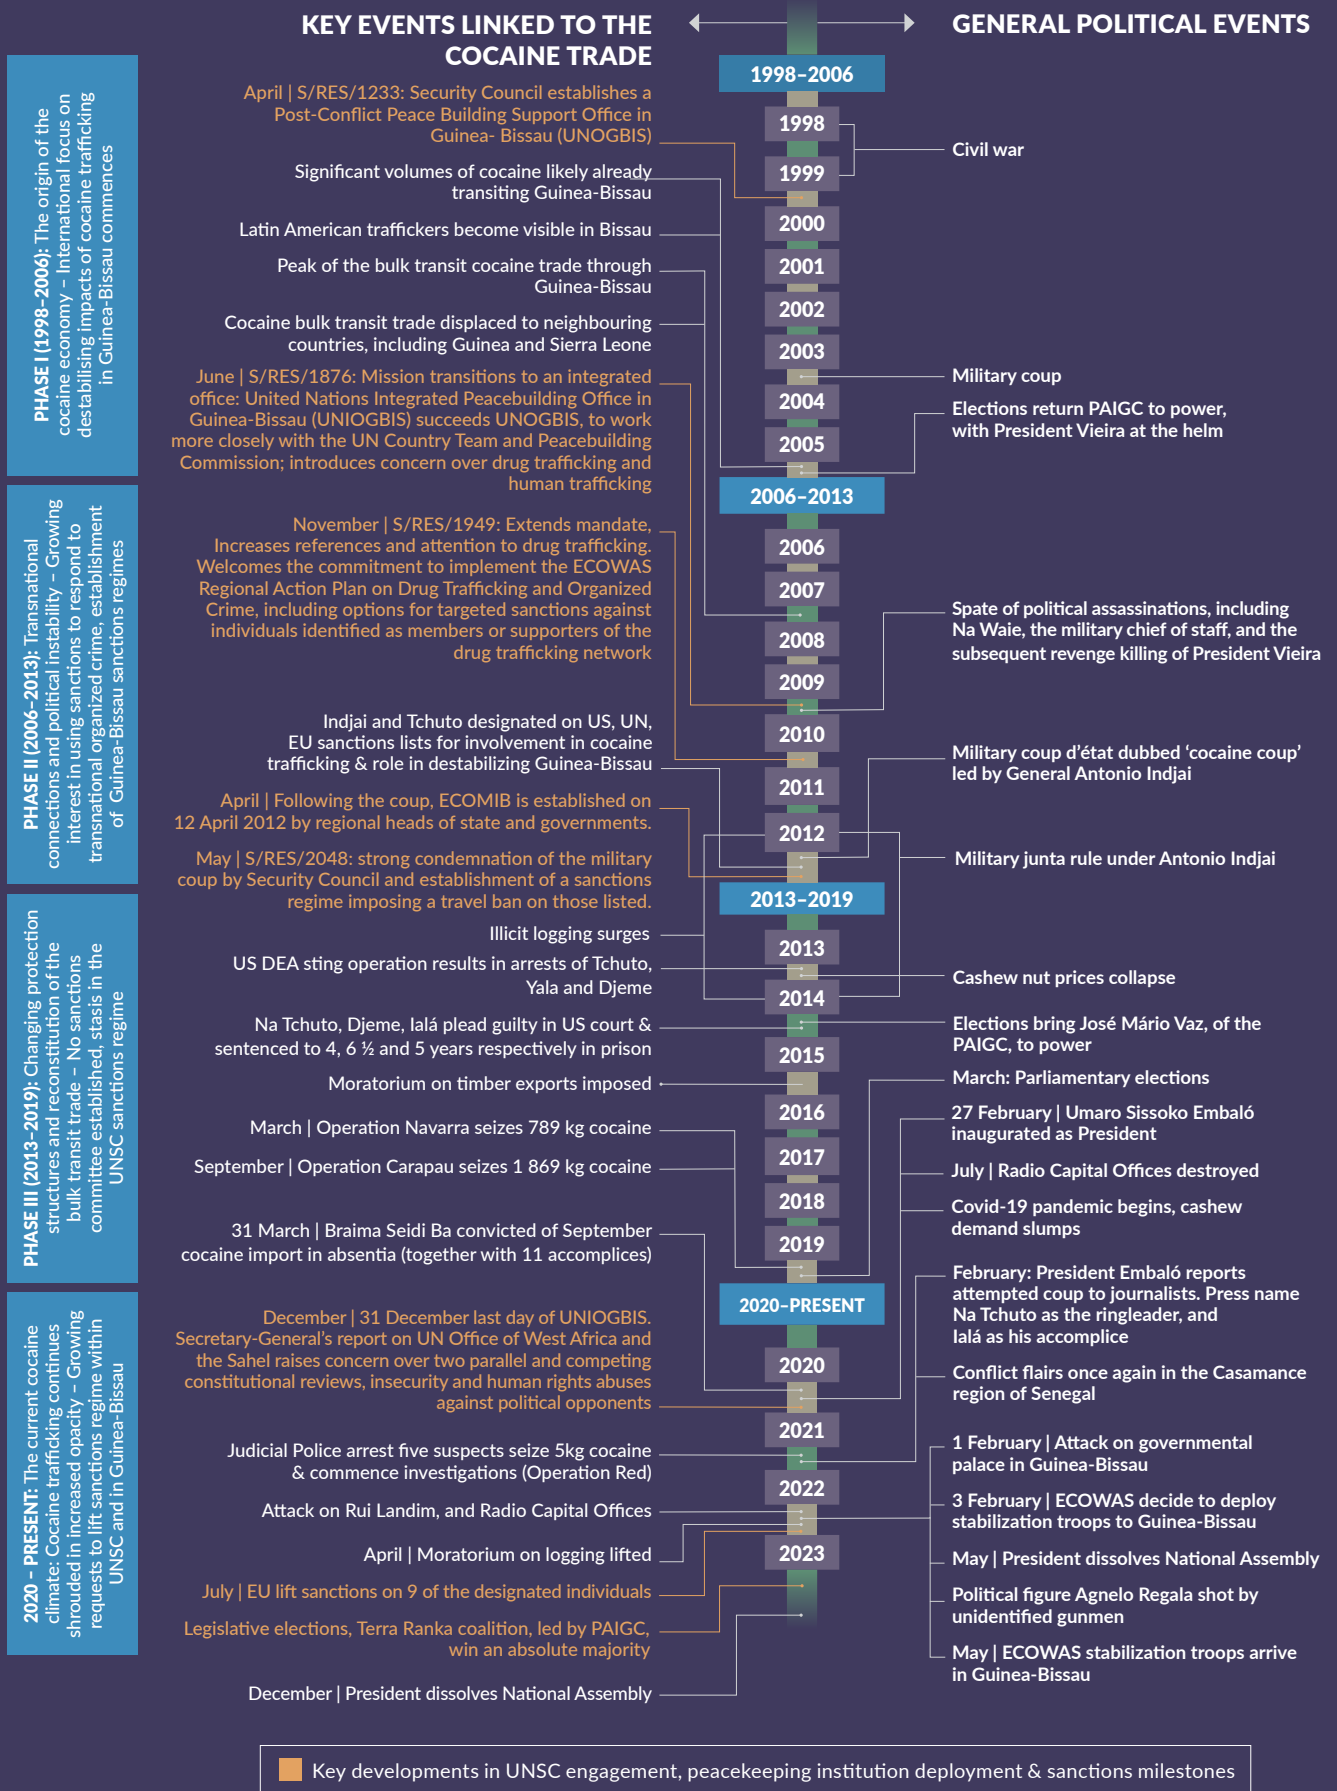 KEY EVENTS LINKED TO THE
COCAINE TRADE
GENERAL POLITICAL EVENTS
PHASE I (1998–2006): The origin of the
cocaine economy – International focus on
destabilising impacts of cocaine trafficking
in Guinea-Bissau commences
PHASE II (2006–2013): Transnational
connections and political instability – Growing
interest in using sanctions to respond to
transnational organized crime, establishment
of Guinea-Bissau sanctions regimes
PHASE III (2013–2019): Changing protection
structures and reconstitution of the
bulk transit trade – No sanctions
committee established, stasis in the
UNSC sanctions regime
2020 – PRESENT: The current cocaine
climate: Cocaine trafficking continues
shrouded in increased opacity – Growing
requests to lift sanctions regime within
UNSC and in Guinea-Bissau
April | S/RES/1233: Security Council establishes a
Post-Conflict Peace Building Support Office in
Guinea- Bissau (UNOGBIS)
Significant volumes of cocaine likely already
transiting Guinea-Bissau
Latin American traffickers become visible in Bissau
Peak of the bulk transit cocaine trade through
Guinea-Bissau
Cocaine bulk transit trade displaced to neighbouring
countries, including Guinea and Sierra Leone
June | S/RES/1876: Mission transitions to an integrated
office: United Nations Integrated Peacebuilding Office in
Guinea-Bissau (UNIOGBIS) succeeds UNOGBIS, to work
more closely with the UN Country Team and Peacebuilding
Commission; introduces concern over drug trafficking and
human trafficking
November | S/RES/1949: Extends mandate,
Increases references and attention to drug trafficking.
Welcomes the commitment to implement the ECOWAS
Regional Action Plan on Drug Trafficking and Organized
Crime, including options for targeted sanctions against
individuals identified as members or supporters of the
drug trafficking network
Indjai and Tchuto designated on US, UN,
EU sanctions lists for involvement in cocaine
trafficking & role in destabilizing Guinea-Bissau
April | Following the coup, ECOMIB is established on
12 April 2012 by regional heads of state and governments.
May | S/RES/2048: strong condemnation of the military
coup by Security Council and establishment of a sanctions
regime imposing a travel ban on those listed.
Illicit logging surges
US DEA sting operation results in arrests of Tchuto,
Yala and Djeme
Na Tchuto, Djeme, Ialá plead guilty in US court &
sentenced to 4, 6 ½ and 5 years respectively in prison
Moratorium on timber exports imposed
March | Operation Navarra seizes 789 kg cocaine
September | Operation Carapau seizes 1 869 kg cocaine
31 March | Braima Seidi Ba convicted of September
cocaine import in absentia (together with 11 accomplices)
December | 31 December last day of UNIOGBIS.
Secretary-General's report on UN Office of West Africa and
the Sahel raises concern over two parallel and competing
constitutional reviews, insecurity and human rights abuses
against political opponents
Judicial Police arrest five suspects seize 5kg cocaine
& commence investigations (Operation Red)
Attack on Rui Landim, and Radio Capital Offices
April | Moratorium on logging lifted
July | EU lift sanctions on 9 of the designated individuals
Legislative elections, Terra Ranka coalition, led by PAIGC,
win an absolute majority
December | President dissolves National Assembly
1998–2006
1998
1999
2000
2001
2002
2003
2004
2005
2006–2013
2006
2007
2008
2009
2010
2011
2012
2013–2019
2013
2014
2015
2016
2017
2018
2019
2020–PRESENT
2020
2021
2022
2023
Civil war
Military coup
Elections return PAIGC to power,
with President Vieira at the helm
Spate of political assassinations, including
Na Waie, the military chief of staff, and the
subsequent revenge killing of President Vieira
Military coup d'état dubbed 'cocaine coup'
led by General Antonio Indjai
Military junta rule under Antonio Indjai
Cashew nut prices collapse
Elections bring José Mário Vaz, of the
PAIGC, to power
March: Parliamentary elections
27 February | Umaro Sissoko Embaló
inaugurated as President
July | Radio Capital Offices destroyed
Covid-19 pandemic begins, cashew
demand slumps
February: President Embaló reports
attempted coup to journalists. Press name
Na Tchuto as the ringleader, and
Ialá as his accomplice
Conflict flairs once again in the Casamance
region of Senegal
1 February | Attack on governmental
palace in Guinea-Bissau
3 February | ECOWAS decide to deploy
stabilization troops to Guinea-Bissau
May | President dissolves National Assembly
Political figure Agnelo Regala shot by
unidentified gunmen
May | ECOWAS stabilization troops arrive
in Guinea-Bissau
Key developments in UNSC engagement, peacekeeping institution deployment & sanctions milestones